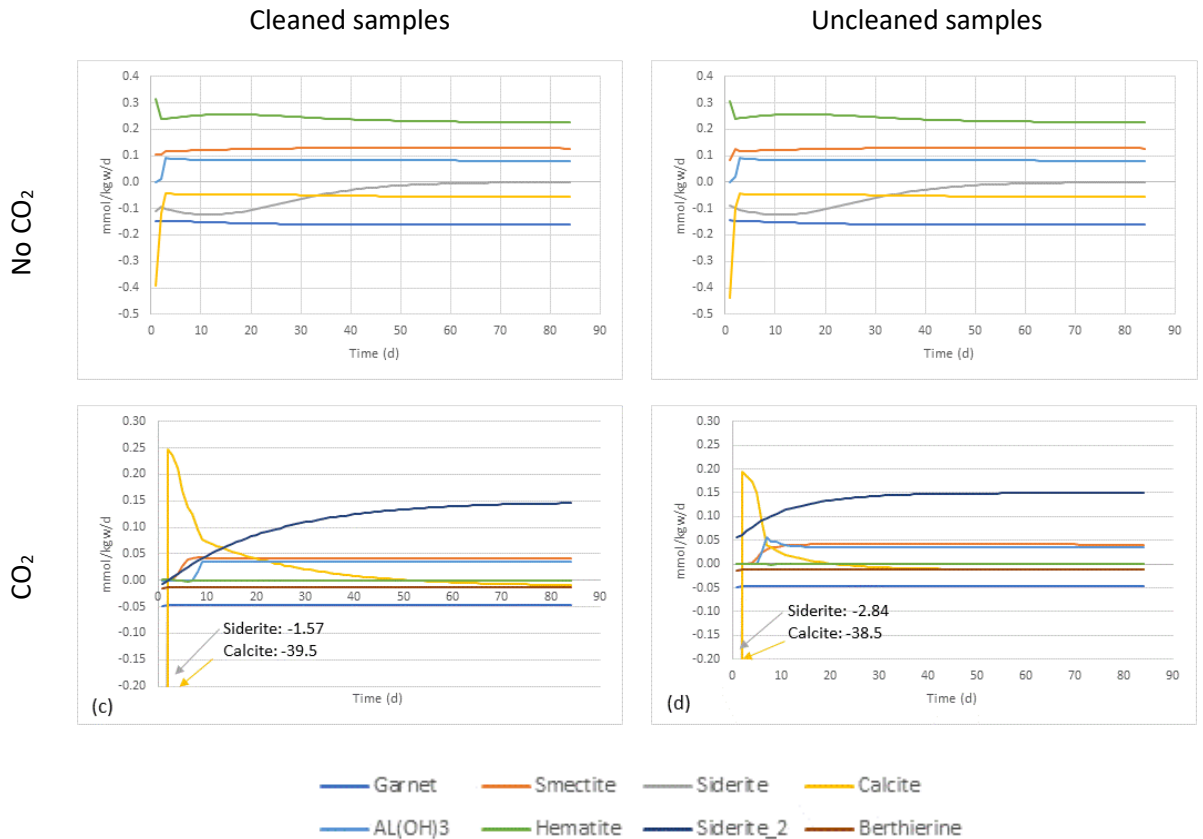 Cleaned samples
Uncleaned samples
No CO₂
mmol/kgw/d
0.4
0.3
0.2
0.1
0.0
-0.1
-0.2
-0.3
-0.4
-0.5
0 10 20 30 40 50 60 70 80 90
Time (d)
mmol/kgw/d
0.4
0.3
0.2
0.1
0.0
-0.1
-0.2
-0.3
-0.4
-0.5
0 10 20 30 40 50 60 70 80 90
Time (d)
CO₂
mmol/kgw/d
0.30
0.25
0.20
0.15
0.10
0.05
0.00
-0.05
-0.10
-0.15
-0.20
0 10 20 30 40 50 60 70 80 90
Siderite: -1.57
Calcite: -39.5
Time (d)
(c)
mmol/kgw/d
0.30
0.25
0.20
0.15
0.10
0.05
0.00
-0.05
-0.10
-0.15
-0.20
Siderite: -2.84
Calcite: -38.5
0 10 20 30 40 50 60 70 80 90
Time (d)
(d)
Garnet Smectite Siderite Calcite
AL(OH)3 Hematite Siderite_2 Berthierine